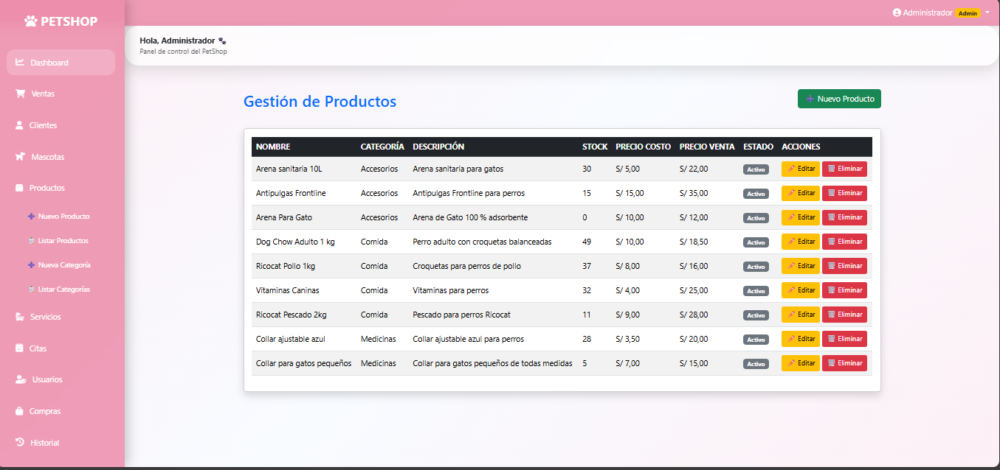 PETSHOP
Administrador Admin
Hola, Administrador
Panel de control del PetShop
Dashboard
Ventas
Clientes
Mascotas
Productos
Nuevo Producto
Listar Productos
Nueva Categoría
Listar Categorías
Servicios
Citas
Usuarios
Compras
Historial
Gestión de Productos
Nuevo Producto
NOMBRE CATEGORÍA DESCRIPCIÓN STOCK PRECIO COSTO PRECIO VENTA ESTADO ACCIONES
Arena sanitaria 10L Accesorios Arena sanitaria para gatos 30 S/ 5,00 S/ 22,00 Activo Editar Eliminar
Antipulgas Frontline Accesorios Antipulgas Frontline para perros 15 S/ 15,00 S/ 35,00 Activo Editar Eliminar
Arena Para Gato Accesorios Arena de Gato 100 % adsorbente 0 S/ 10,00 S/ 12,00 Activo Editar Eliminar
Dog Chow Adulto 1 kg Comida Perro adulto con croquetas balanceadas 49 S/ 10,00 S/ 18,50 Activo Editar Eliminar
Ricocat Pollo 1kg Comida Croquetas para perros de pollo 37 S/ 8,00 S/ 16,00 Activo Editar Eliminar
Vitaminas Caninas Comida Vitaminas para perros 32 S/ 4,00 S/ 25,00 Activo Editar Eliminar
Ricocat Pescado 2kg Comida Pescado para perros Ricocat 11 S/ 9,00 S/ 28,00 Activo Editar Eliminar
Collar ajustable azul Medicinas Collar ajustable azul para perros 28 S/ 3,50 S/ 20,00 Activo Editar Eliminar
Collar para gatos pequeños Medicinas Collar para gatos pequeños de todas medidas 5 S/ 7,00 S/ 15,00 Activo Editar Eliminar